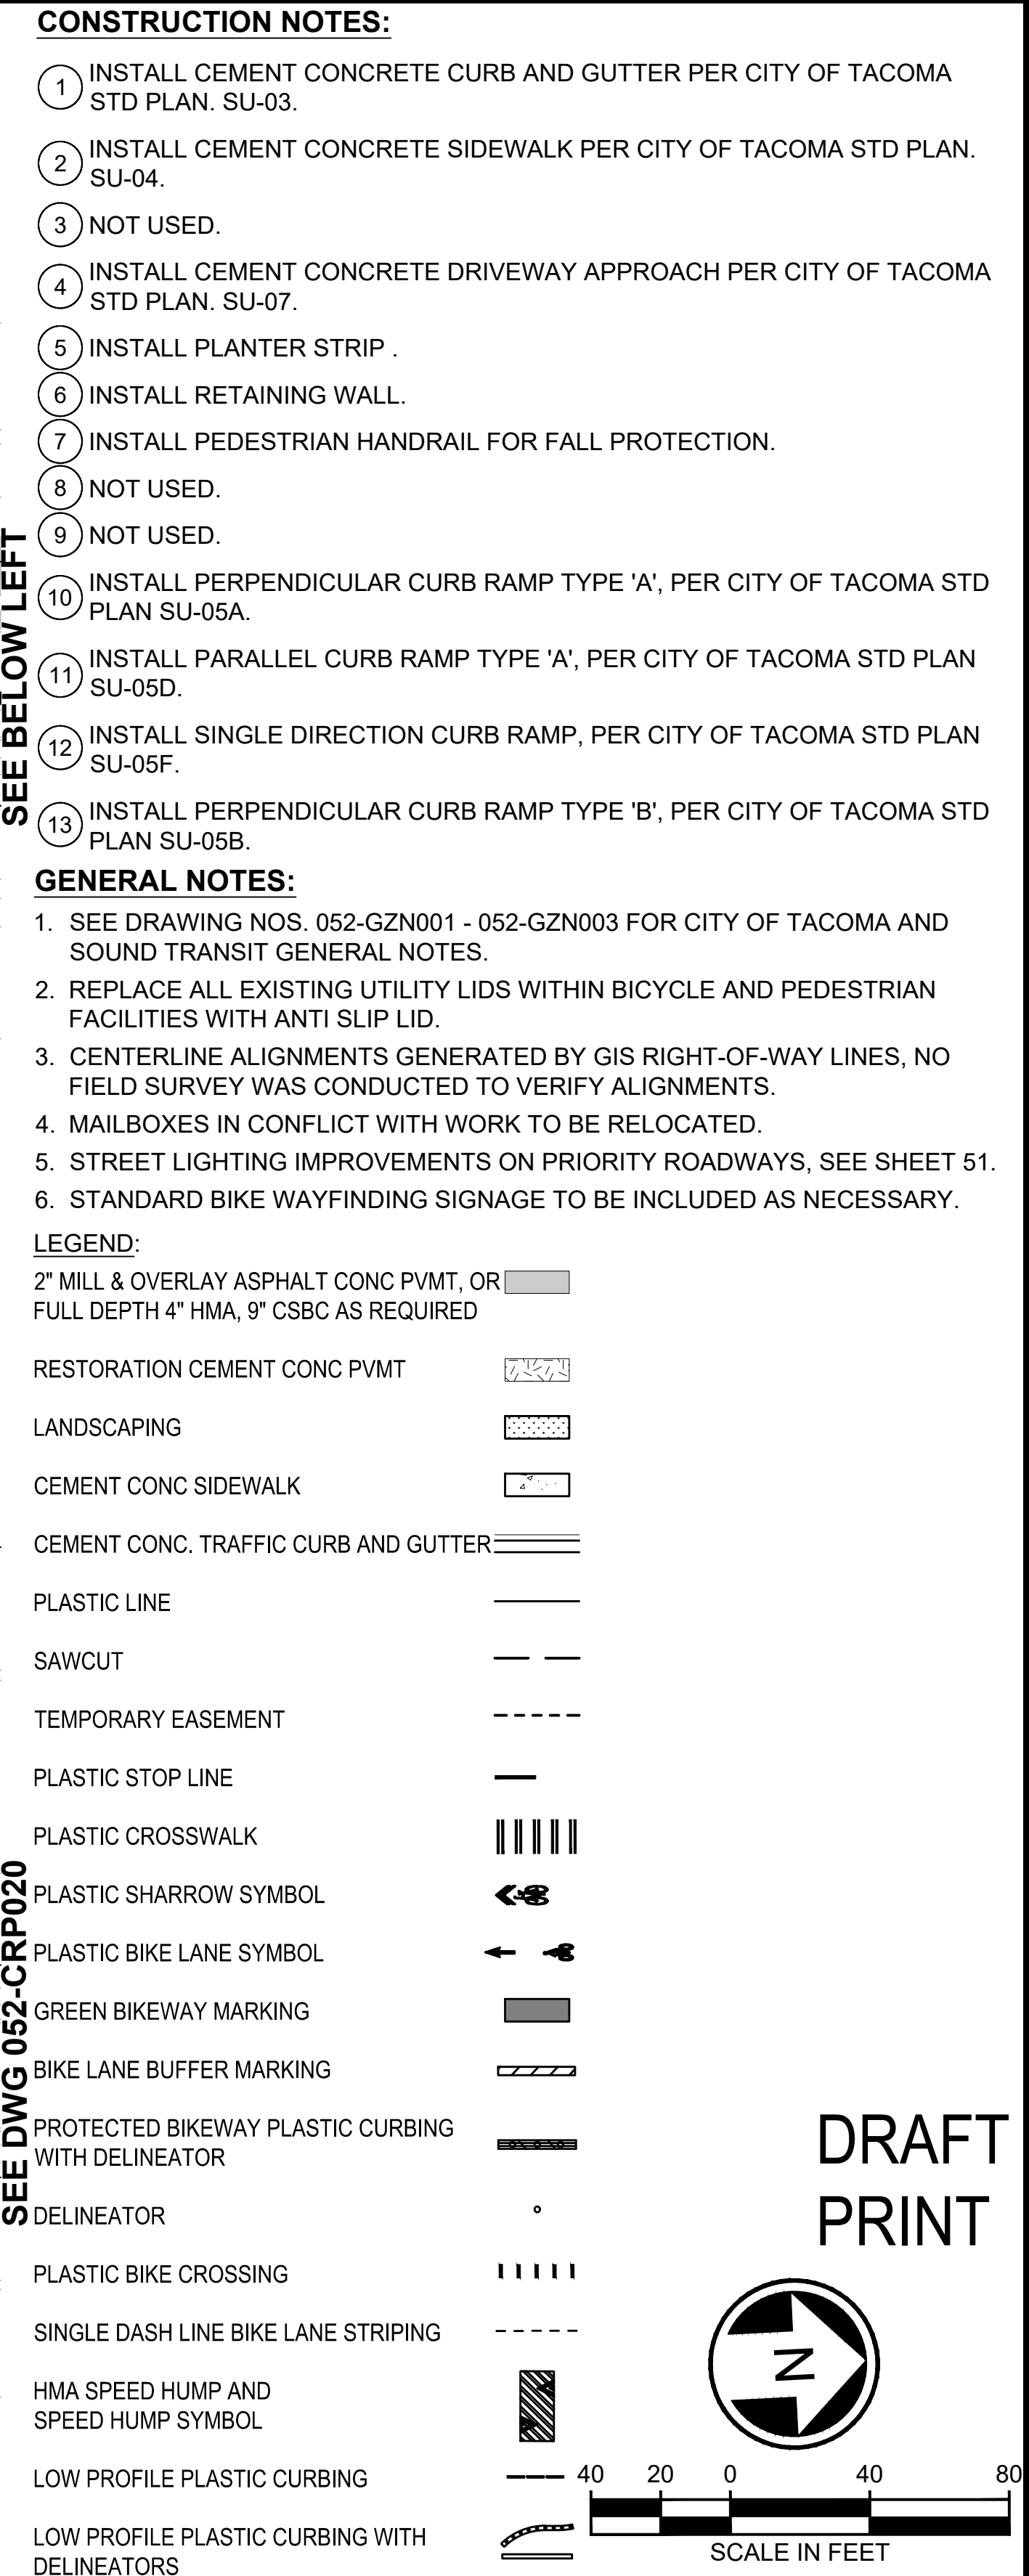 CONSTRUCTION NOTES:
1 INSTALL CEMENT CONCRETE CURB AND GUTTER PER CITY OF TACOMA
STD PLAN. SU-03.
2 INSTALL CEMENT CONCRETE SIDEWALK PER CITY OF TACOMA STD PLAN.
SU-04.
3 NOT USED.
4 INSTALL CEMENT CONCRETE DRIVEWAY APPROACH PER CITY OF TACOMA
STD PLAN. SU-07.
5 INSTALL PLANTER STRIP .
6 INSTALL RETAINING WALL.
7 INSTALL PEDESTRIAN HANDRAIL FOR FALL PROTECTION.
8 NOT USED.
9 NOT USED.
10 INSTALL PERPENDICULAR CURB RAMP TYPE 'A', PER CITY OF TACOMA STD
PLAN SU-05A.
11 INSTALL PARALLEL CURB RAMP TYPE 'A', PER CITY OF TACOMA STD PLAN
SU-05D.
12 INSTALL SINGLE DIRECTION CURB RAMP, PER CITY OF TACOMA STD PLAN
SU-05F.
13 INSTALL PERPENDICULAR CURB RAMP TYPE 'B', PER CITY OF TACOMA STD
PLAN SU-05B.
SEE BELOW LEFT
GENERAL NOTES:
1. SEE DRAWING NOS. 052-GZN001 - 052-GZN003 FOR CITY OF TACOMA AND
SOUND TRANSIT GENERAL NOTES.
2. REPLACE ALL EXISTING UTILITY LIDS WITHIN BICYCLE AND PEDESTRIAN
FACILITIES WITH ANTI SLIP LID.
3. CENTERLINE ALIGNMENTS GENERATED BY GIS RIGHT-OF-WAY LINES, NO
FIELD SURVEY WAS CONDUCTED TO VERIFY ALIGNMENTS.
4. MAILBOXES IN CONFLICT WITH WORK TO BE RELOCATED.
5. STREET LIGHTING IMPROVEMENTS ON PRIORITY ROADWAYS, SEE SHEET 51.
6. STANDARD BIKE WAYFINDING SIGNAGE TO BE INCLUDED AS NECESSARY.
LEGEND:
2" MILL & OVERLAY ASPHALT CONC PVMT, OR
FULL DEPTH 4" HMA, 9" CSBC AS REQUIRED
RESTORATION CEMENT CONC PVMT
LANDSCAPING
CEMENT CONC SIDEWALK
CEMENT CONC. TRAFFIC CURB AND GUTTER
PLASTIC LINE
SAWCUT
TEMPORARY EASEMENT
PLASTIC STOP LINE
PLASTIC CROSSWALK
PLASTIC SHARROW SYMBOL
PLASTIC BIKE LANE SYMBOL
GREEN BIKEWAY MARKING
BIKE LANE BUFFER MARKING
PROTECTED BIKEWAY PLASTIC CURBING
WITH DELINEATOR
DELINEATOR
PLASTIC BIKE CROSSING
SINGLE DASH LINE BIKE LANE STRIPING
HMA SPEED HUMP AND
SPEED HUMP SYMBOL
LOW PROFILE PLASTIC CURBING
LOW PROFILE PLASTIC CURBING WITH
DELINEATORS
SEE DWG 052-CRP020
DRAFT
PRINT
N
40 20 0 40 80
SCALE IN FEET